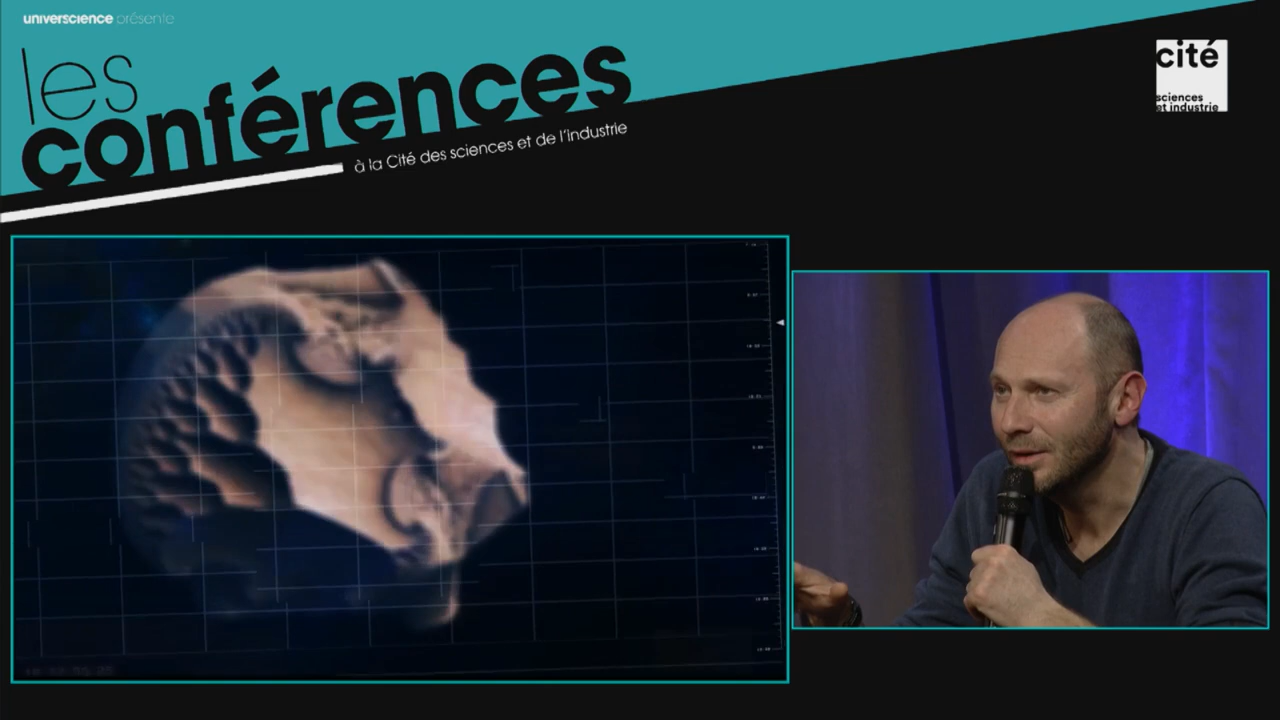 universcience présente
les
conférences
à la Cité des sciences et de l'industrie
cité
sciences
et industrie